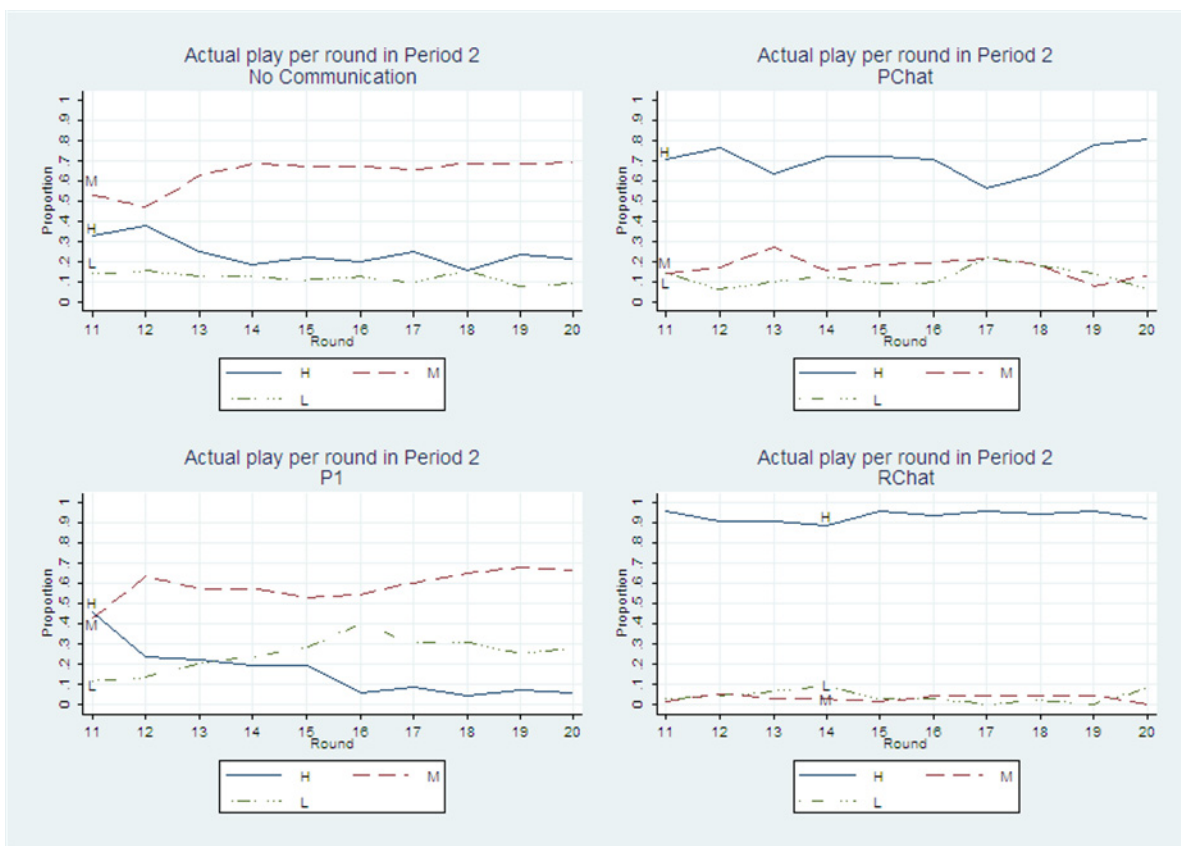 Actual play per round in Period 2
No Communication
Proportion
1
.9
.8
.7
.6
.5
.4
.3
.2
.1
0
M
H
L
11 12 13 14 15 16 17 18 19 20
Round
H M
L
Actual play per round in Period 2
PChat
Proportion
1
.9
.8
.7
.6
.5
.4
.3
.2
.1
0
H
M
L
11 12 13 14 15 16 17 18 19 20
Round
H M
L
Actual play per round in Period 2
P1
Proportion
1
.9
.8
.7
.6
.5
.4
.3
.2
.1
0
H
M
L
11 12 13 14 15 16 17 18 19 20
Round
H M
L
Actual play per round in Period 2
RChat
Proportion
1
.9
.8
.7
.6
.5
.4
.3
.2
.1
0
H
L
M
11 12 13 14 15 16 17 18 19 20
Round
H M
L